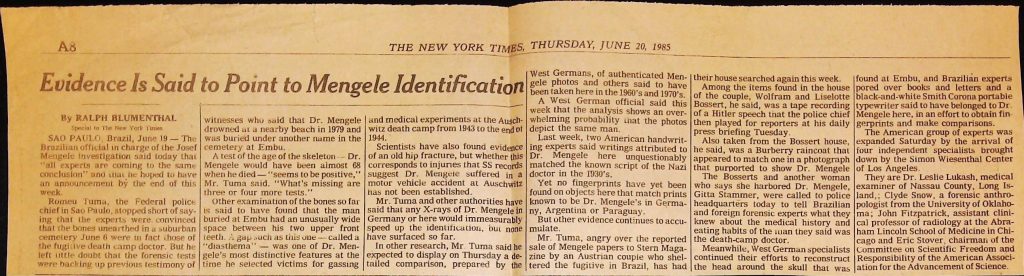 A8
THE NEW YORK TIMES, THURSDAY, JUNE 20, 1985
Evidence Is Said to Point to Mengele Identification
By RALPH BLUMENTHAL
Special to The New York Times
SAO PAULO, Brazil, June 19 — The
Brazilian official in charge of the Josef
Mengele investigation said today that
"all experts are coming to the same
conclusion" and that he hoped to have
an announcement by the end of this
week.
Romeu Tuma, the Federal police
chief in Sao Paulo, stopped short of say-
ing that the experts were convinced
that the bones unearthed in a suburban
cemetery June 6 were in fact those of
the fugitive death camp doctor. But he
left little doubt that the forensic tests
were backing up previous testimony of
witnesses who said that Dr. Mengele
drowned at a nearby beach in 1979 and
was buried under another name in the
cemetery at Embu.
A test of the age of the skeleton — Dr.
Mengele would have been almost 68
when he died — "seems to be positive,"
Mr. Tuma said. "What's missing are
three or four more tests."
Other examination of the bones so far
is said to have found that the man
buried at Embu had an unusually wide
space between his two upper front
teeth. A gap such as this one — called a
"diasthema" — was one of Dr. Men-
gele's most distinctive features at the
time he selected victims for gassing
and medical experiments at the Ausch-
witz death camp from 1943 to the end of
1944.
Scientists have also found evidence
of an old hip fracture, but whether this
corresponds to injuries that SS records
suggest Dr. Mengele suffered in a
motor vehicle accident at Auschwitz
has not been established.
Mr. Tuma and other authorities have
said that any X-rays of Dr. Mengele in
Germany or here would immeasurably
speed up the identification, but none
have surfaced so far.
In other research, Mr. Tuma said he
expected to display on Thursday a de-
tailed comparison, prepared by the
West Germans, of authenticated Men-
gele photos and others said to have
been taken here in the 1960's and 1970's.
A West German official said this
week that the analysis shows an over-
whelming probability that the photos
depict the same man.
Last week, two American handwrit-
ing experts said writings attributed to
Dr. Mengele here unquestionably
matched the known script of the Nazi
doctor in the 1930's.
Yet no fingerprints have yet been
found on objects here that match prints
known to be Dr. Mengele's in Germa-
ny, Argentina or Paraguay.
But other evidence continues to accu-
mulate.
Mr. Tuma, angry over the reported
sale of Mengele papers to Stern Maga-
zine by an Austrian couple who shel-
tered the fugitive in Brazil, has had
their house searched again this week.
Among the items found in the house
of the couple, Wolfram and Liselotte
Bossert, he said, was a tape recording
of a Hitler speech that the police chief
then played for reporters at his daily
press briefing Tuesday.
Also taken from the Bossert house,
he said, was a Burberry raincoat that
appeared to match one in a photograph
that purported to show Dr. Mengele
The Bosserts and another woman
who says she harbored Dr. Mengele,
Gitta Stammer, were called to police
headquarters today to tell Brazilian
and foreign forensic experts what they
knew about the medical history and
eating habits of the man they said was
the death-camp doctor.
Meanwhile, West German specialists
continued their efforts to reconstruct
the head around the skull that was
found at Embu, and Brazilian experts
pored over books and letters and a
black-and-white Smith Corona portable
typewriter said to have belonged to Dr.
Mengele here, in an effort to obtain fin-
gerprints and make comparisons.
The American group of experts was
expanded Saturday by the arrival of
four independent specialists brought
down by the Simon Wiesenthal Center
of Los Angeles.
They are Dr. Leslie Lukash, medical
examiner of Nassau County, Long Is-
land,; Clyde Snow, a forensic anthro-
pologist from the University of Oklaho-
ma; John Fitzpatrick, assistant clini-
cal professor of radiology at the Abra-
ham Lincoln School of Medicine in Chi-
cago and Eric Stover, chairman of the
Committee on Scientific Freedom and
Responsibility of American Association
for the Advancement of Science.